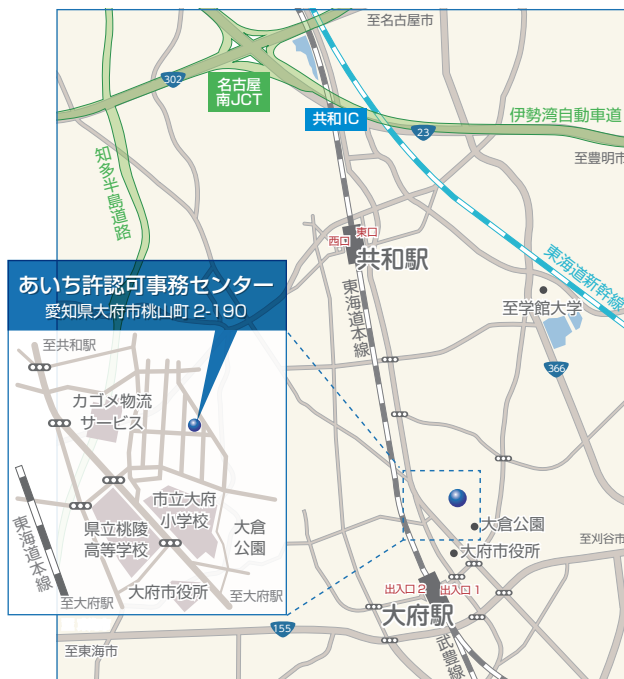 至名古屋市
302
名古屋
南JCT
共和IC
23
伊勢湾自動車道
至豊明市
知多半島道路
西口
東口
共和駅
東海道新幹線
東海道本線
至学館大学
366
あいち許認可事務センター
愛知県大府市桃山町 2-190
至共和駅
カゴメ物流
サービス
市立大府
小学校
県立桃陵
高等学校
大倉
公園
東海道本線
大府市役所
至大府駅
至大府駅
大倉公園
大府市役所
至刈谷市
出入口 2
出入口 1
大府駅
155
武豊線
至東海市